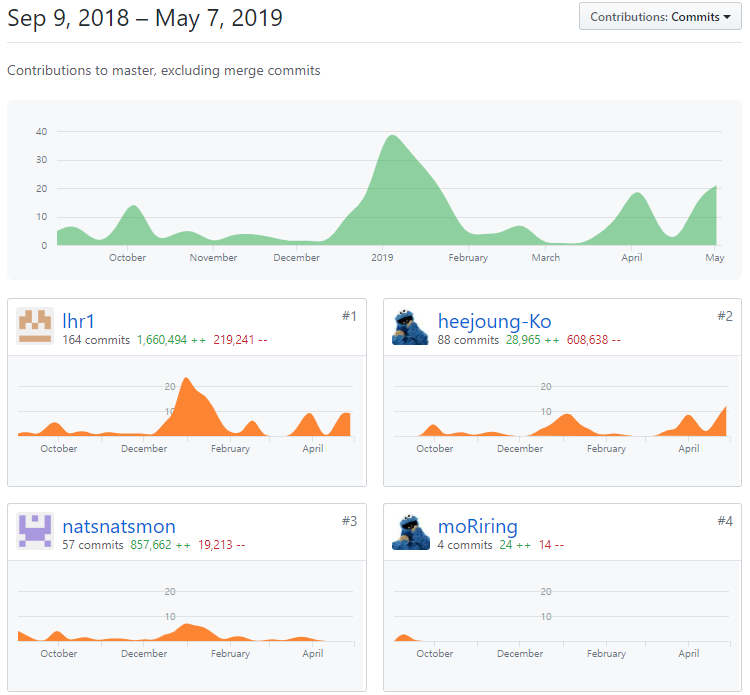 Sep 9, 2018 – May 7, 2019
Contributions: Commits
Contributions to master, excluding merge commits
40
30
20
10
0
October November December 2019 February March April May
lhr1 #1
164 commits 1,660,494 ++ 219,241 --
20
10
October December February April
heejoung-Ko #2
88 commits 28,965 ++ 608,638 --
20
10
October December February April
natsnatsmon #3
57 commits 857,662 ++ 19,213 --
20
10
October December February April
moRiring #4
4 commits 24 ++ 14 --
20
10
October December February April